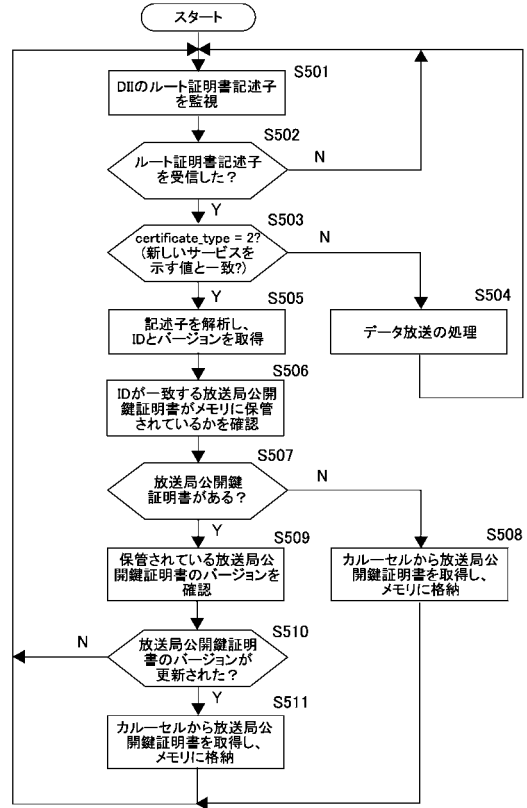 スタート
S501
DIIのルート証明書記述子
を監視
S502
ルート証明書記述子
を受信した？
N
Y
S503
certificate_type = 2?
(新しいサービスを
示す値と一致?)
N
Y
S504
データ放送の処理
S505
記述子を解析し、
IDとバージョンを取得
S506
IDが一致する放送局公開
鍵証明書がメモリに保管
されているかを確認
S507
放送局公開鍵
証明書がある？
N
Y
S508
カルーセルから放送局公
開鍵証明書を取得し、
メモリに格納
S509
保管されている放送局公
開鍵証明書のバージョンを
確認
S510
放送局公開鍵証明
書のバージョンが
更新された？
N
Y
S511
カルーセルから放送局公
開鍵証明書を取得し、
メモリに格納